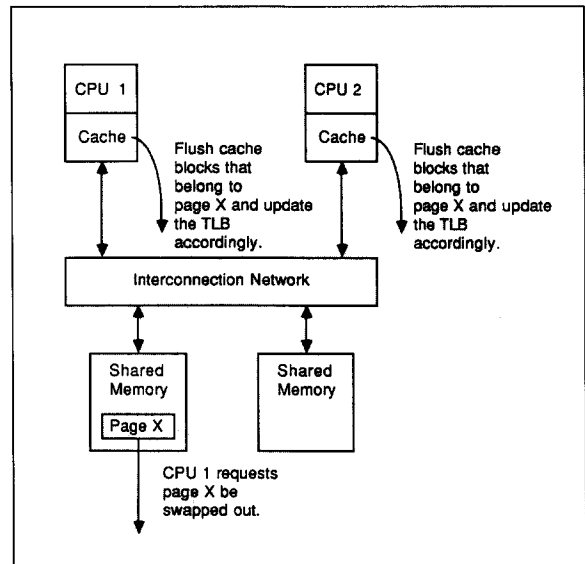 CPU 1
Cache
Flush cache
blocks that
belong to
page X and update
the TLB
accordingly.
CPU 2
Cache
Flush cache
blocks that
belong to
page X and update
the TLB
accordingly.
Interconnection Network
Shared
Memory
Page X
Shared
Memory
CPU 1 requests
page X be
swapped out.